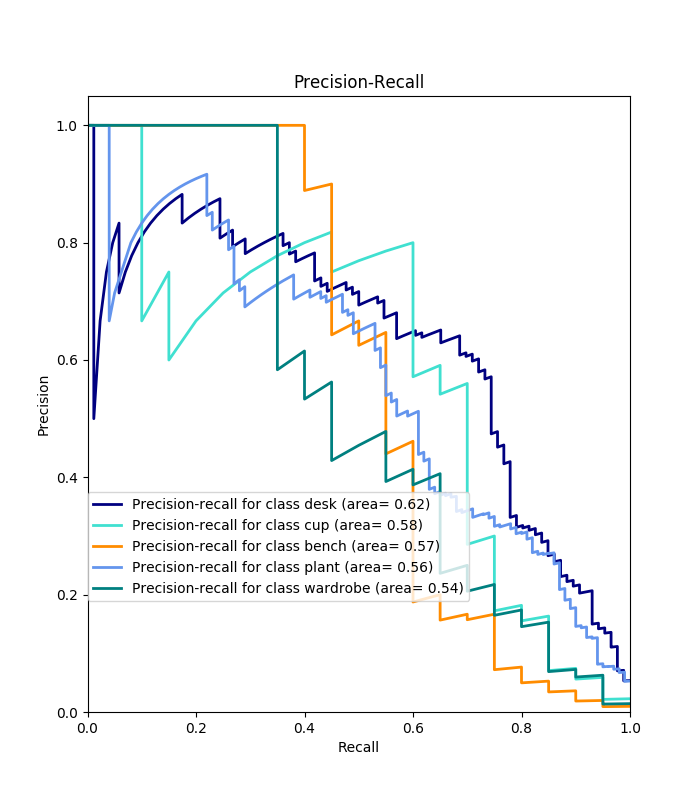 Precision-Recall
1.0
0.8
0.6
0.4
0.2
0.0
Precision
Precision-recall for class desk (area= 0.62)
Precision-recall for class cup (area= 0.58)
Precision-recall for class bench (area= 0.57)
Precision-recall for class plant (area= 0.56)
Precision-recall for class wardrobe (area= 0.54)
0.0 0.2 0.4 0.6 0.8 1.0
Recall